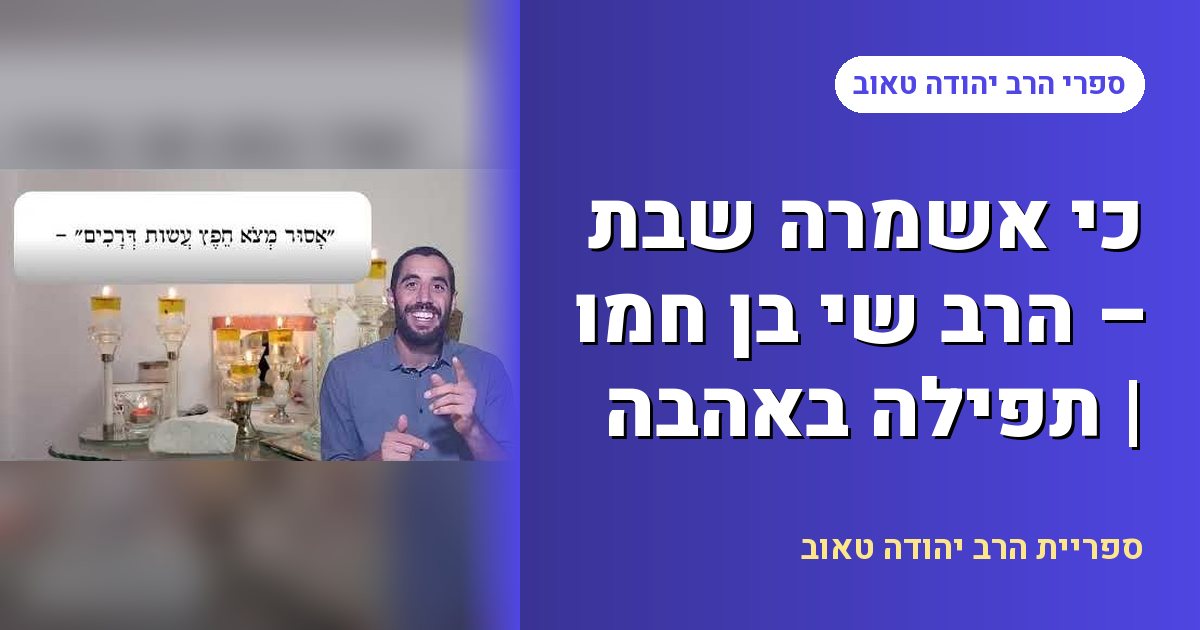 ספרי הרב יהודה טאוב
כי אשמרה שבת
– הרב שי בן חמו
| תפילה באהבה
ספריית הרב יהודה טאוב
״אָסוּר מְצֹא חֵפֶץ עֲשׂות דְּרָכִים״ –